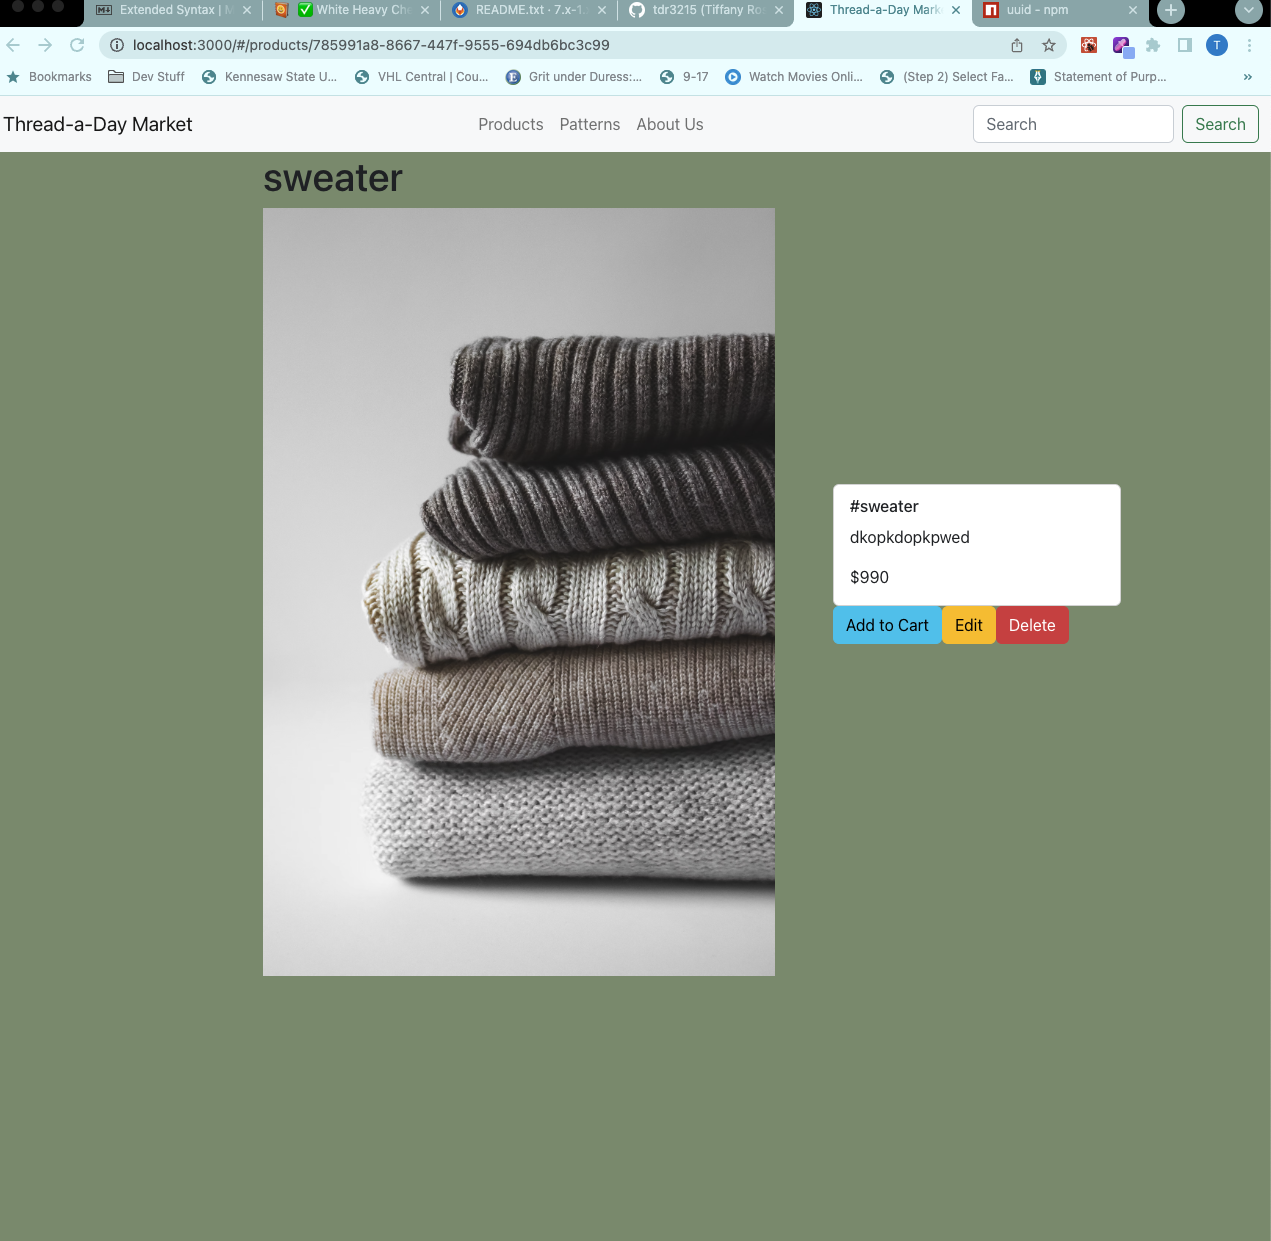 Extended Syntax | M
White Heavy Che
README.txt · 7.x-1.
tdr3215 (Tiffany Ro
Thread-a-Day Mark
uuid - npm
localhost:3000/#/products/785991a8-8667-447f-9555-694db6bc3c99
T
Bookmarks
Dev Stuff
Kennesaw State U...
VHL Central | Cou...
Grit under Duress:...
9-17
Watch Movies Onli...
(Step 2) Select Fa...
Statement of Purp...
Thread-a-Day Market
Products
Patterns
About Us
Search
Search
sweater
#sweater
dkopkdopkpwed
$990
Add to Cart
Edit
Delete